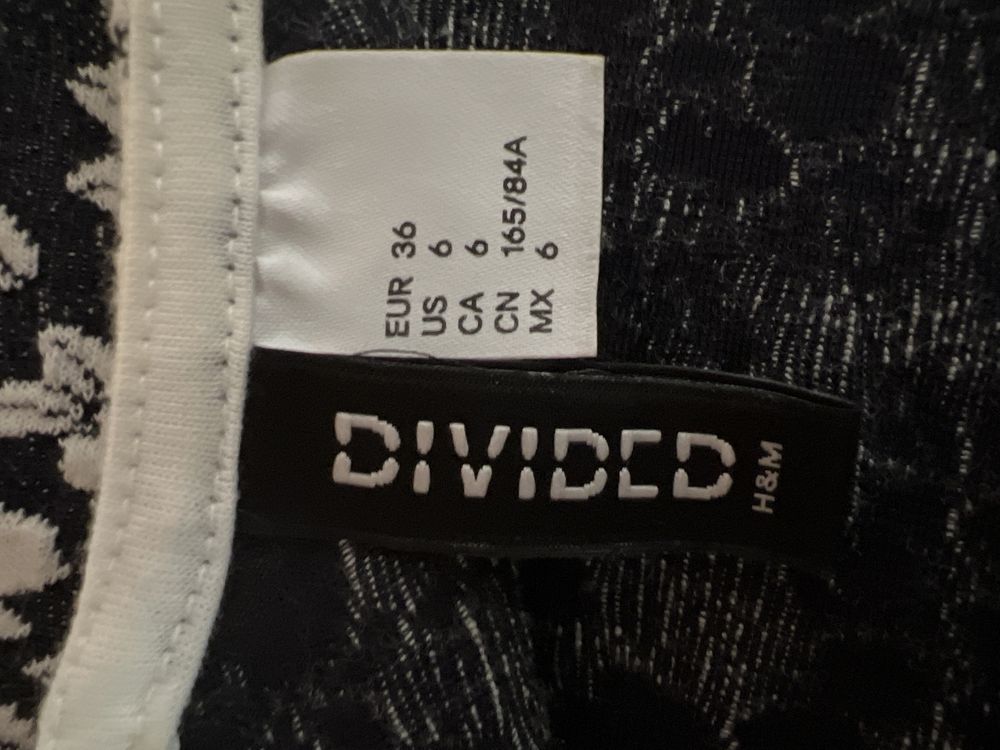 EUR 36
US 6
CA 6
CN 165/84A
MX 6
DIVIDED
H&M